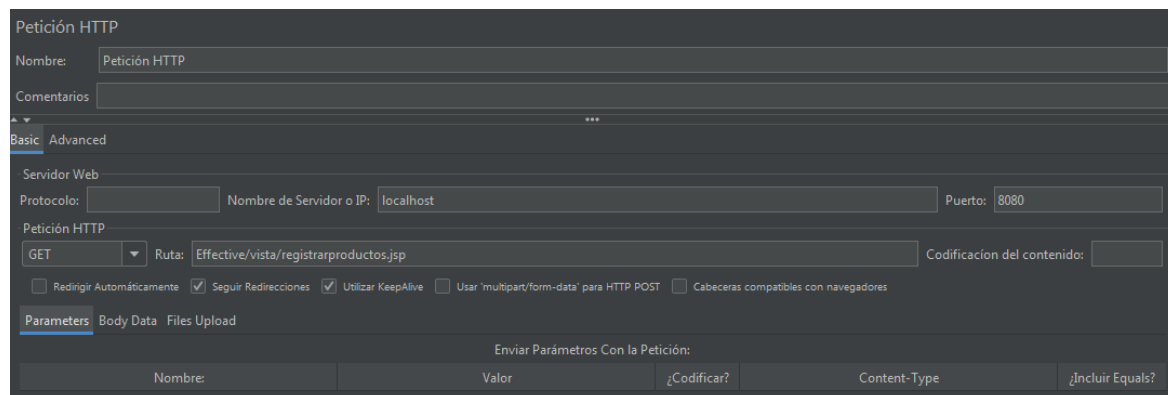 Petición HTTP
Nombre: Petición HTTP
Comentarios
Basic Advanced
Servidor Web
Protocolo: Nombre de Servidor o IP: localhost Puerto: 8080
Petición HTTP
GET Ruta: Effective/vista/registrarproductos.jsp Codificacíon del contenido:
Redirigir Automáticamente Seguir Redirecciones Utilizar KeepAlive Usar 'multipart/form-data' para HTTP POST Cabeceras compatibles con navegadores
Parameters Body Data Files Upload
Enviar Parámetros Con la Petición:
Nombre: Valor ¿Codificar? Content-Type ¿Incluir Equals?